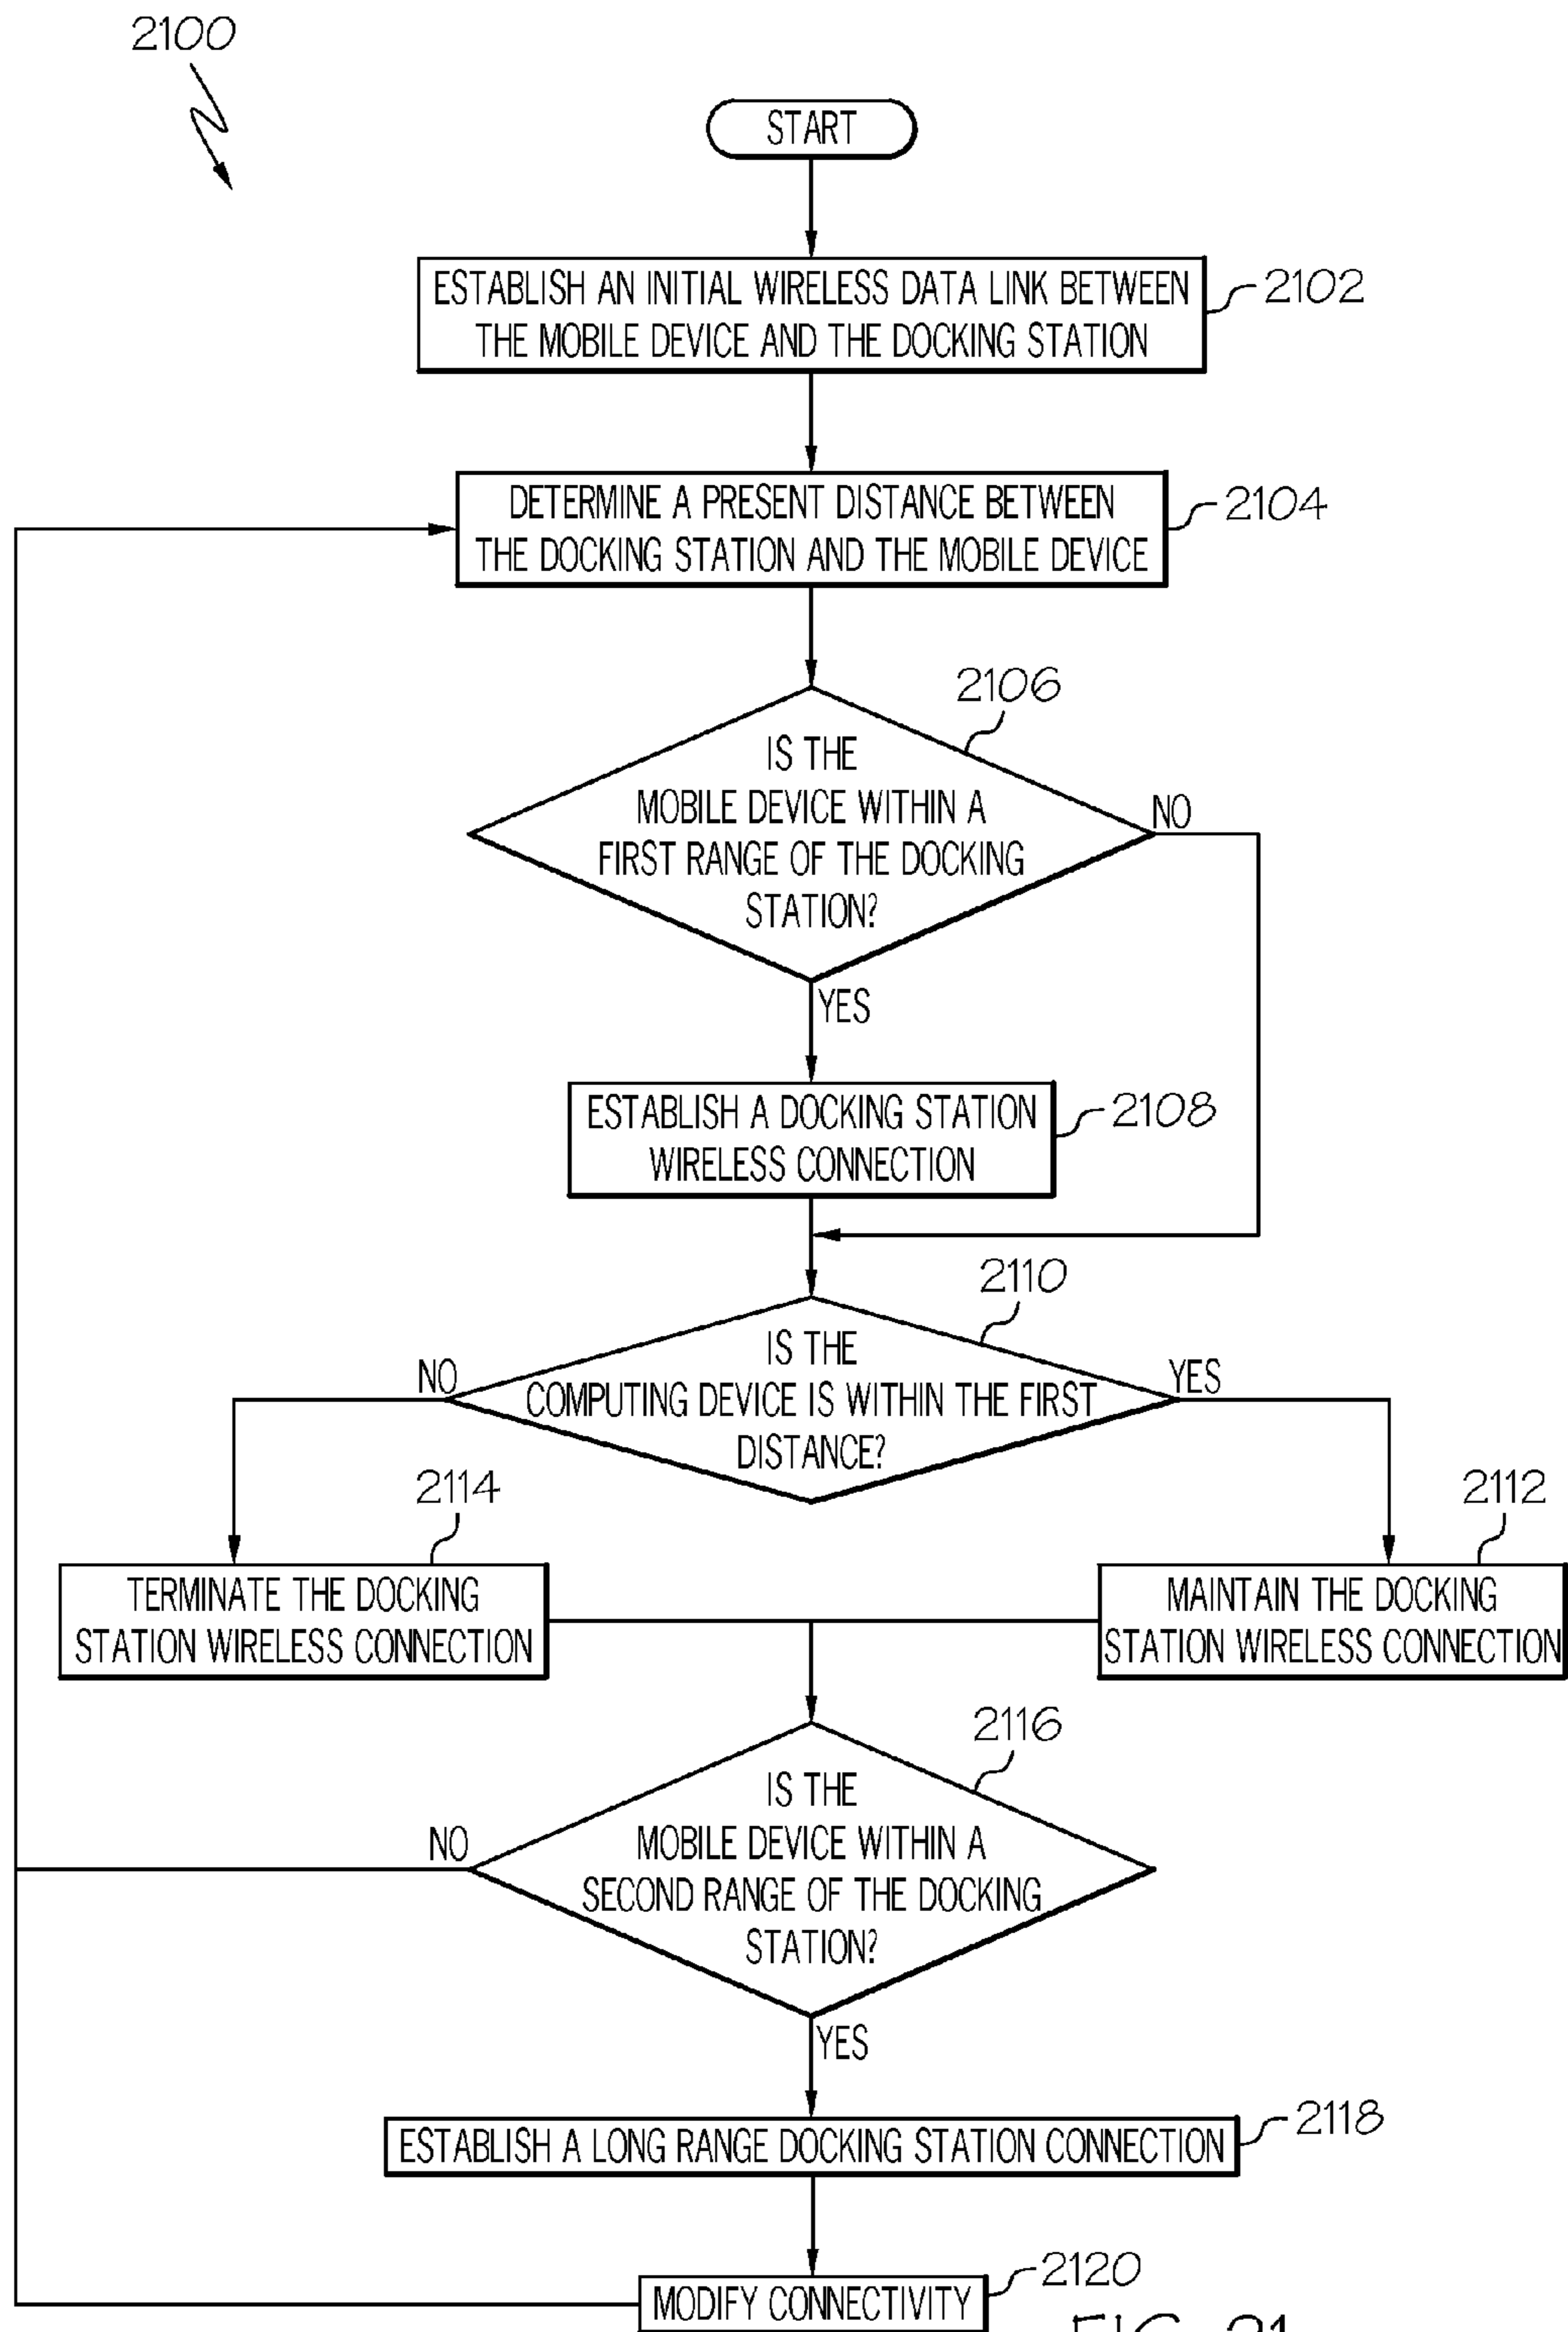 2100
START
ESTABLISH AN INITIAL WIRELESS DATA LINK BETWEEN
THE MOBILE DEVICE AND THE DOCKING STATION
2102
DETERMINE A PRESENT DISTANCE BETWEEN
THE DOCKING STATION AND THE MOBILE DEVICE
2104
2106
IS THE
MOBILE DEVICE WITHIN A
FIRST RANGE OF THE DOCKING
STATION?
NO
YES
ESTABLISH A DOCKING STATION
WIRELESS CONNECTION
2108
2110
IS THE
COMPUTING DEVICE IS WITHIN THE FIRST
DISTANCE?
NO
YES
2114
TERMINATE THE DOCKING
STATION WIRELESS CONNECTION
2112
MAINTAIN THE DOCKING
STATION WIRELESS CONNECTION
2116
IS THE
MOBILE DEVICE WITHIN A
SECOND RANGE OF THE DOCKING
STATION?
NO
YES
ESTABLISH A LONG RANGE DOCKING STATION CONNECTION
2118
MODIFY CONNECTIVITY
2120
FIG. 21